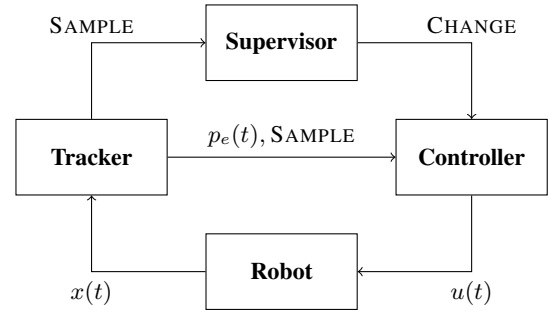 SAMPLE
Supervisor
CHANGE
Tracker
p_e(t), SAMPLE
Controller
x(t)
Robot
u(t)